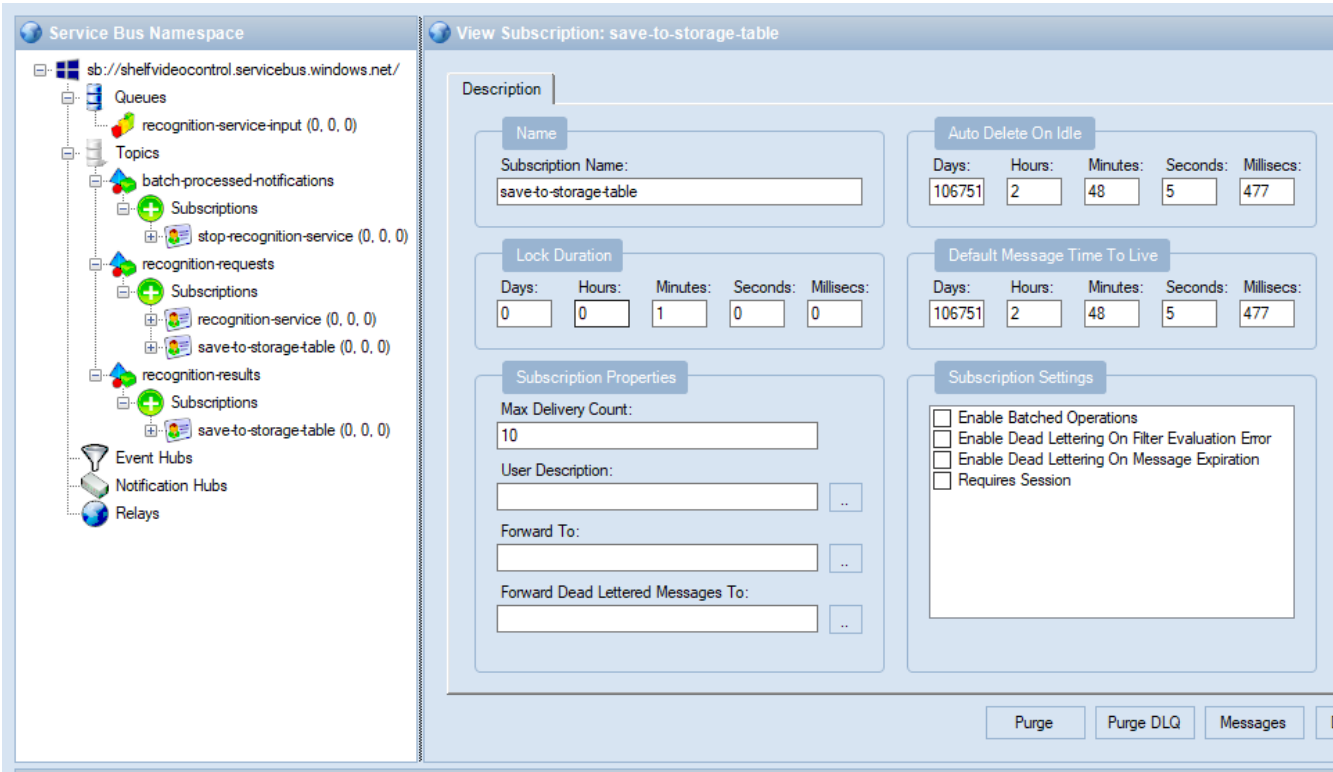 Service Bus Namespace
sb://shelfvideocontrol.servicebus.windows.net/
Queues
recognition-service-input (0, 0, 0)
Topics
batch-processed-notifications
Subscriptions
stop-recognition-service (0, 0, 0)
recognition-requests
Subscriptions
recognition-service (0, 0, 0)
save-to-storage-table (0, 0, 0)
recognition-results
Subscriptions
save-to-storage-table (0, 0, 0)
Event Hubs
Notification Hubs
Relays
View Subscription: save-to-storage-table
Description
Name
Subscription Name:
save-to-storage-table
Auto Delete On Idle
Days: Hours: Minutes: Seconds: Millisecs:
106751 2 48 5 477
Lock Duration
Days: Hours: Minutes: Seconds: Millisecs:
0 0 1 0 0
Default Message Time To Live
Days: Hours: Minutes: Seconds: Millisecs:
106751 2 48 5 477
Subscription Properties
Max Delivery Count:
10
User Description:
..
Forward To:
..
Forward Dead Lettered Messages To:
..
Subscription Settings
Enable Batched Operations
Enable Dead Lettering On Filter Evaluation Error
Enable Dead Lettering On Message Expiration
Requires Session
Purge Purge DLQ Messages